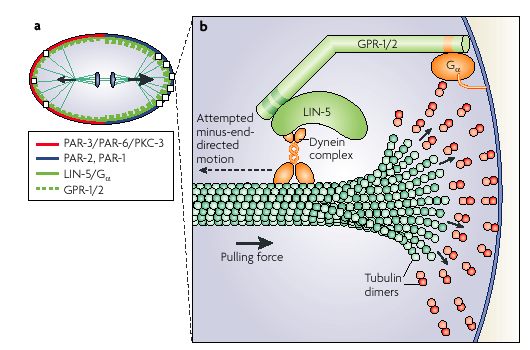 a
PAR-3/PAR-6/PKC-3
PAR-2, PAR-1
LIN-5/Gα
GPR-1/2
b
GPR-1/2
Gα
LIN-5
Attempted
minus-end-
directed
motion
Dynein
complex
Pulling force
Tubulin
dimers